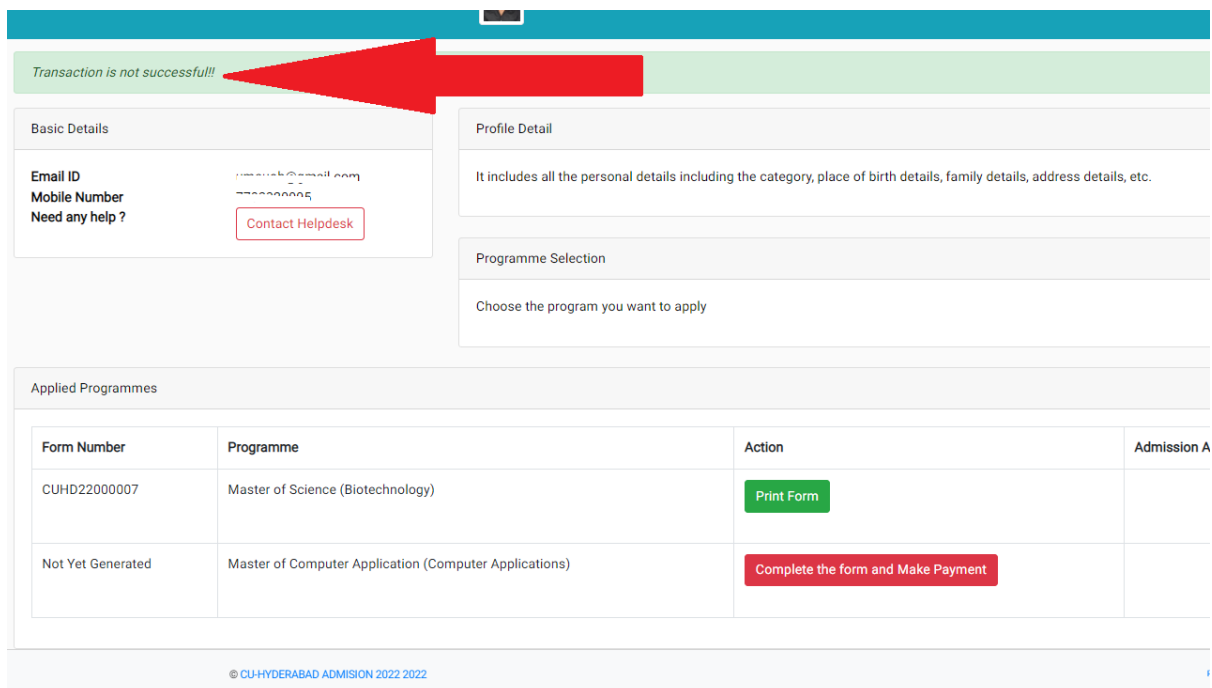 Transaction is not successful!!
Basic Details
Email ID
Mobile Number
Need any help ?
Contact Helpdesk
Profile Detail
It includes all the personal details including the category, place of birth details, family details, address details, etc.
Programme Selection
Choose the program you want to apply
Applied Programmes
Form Number Programme Action Admission A
CUHD22000007 Master of Science (Biotechnology) Print Form
Not Yet Generated Master of Computer Application (Computer Applications) Complete the form and Make Payment
© CU-HYDERABAD ADMISION 2022 2022